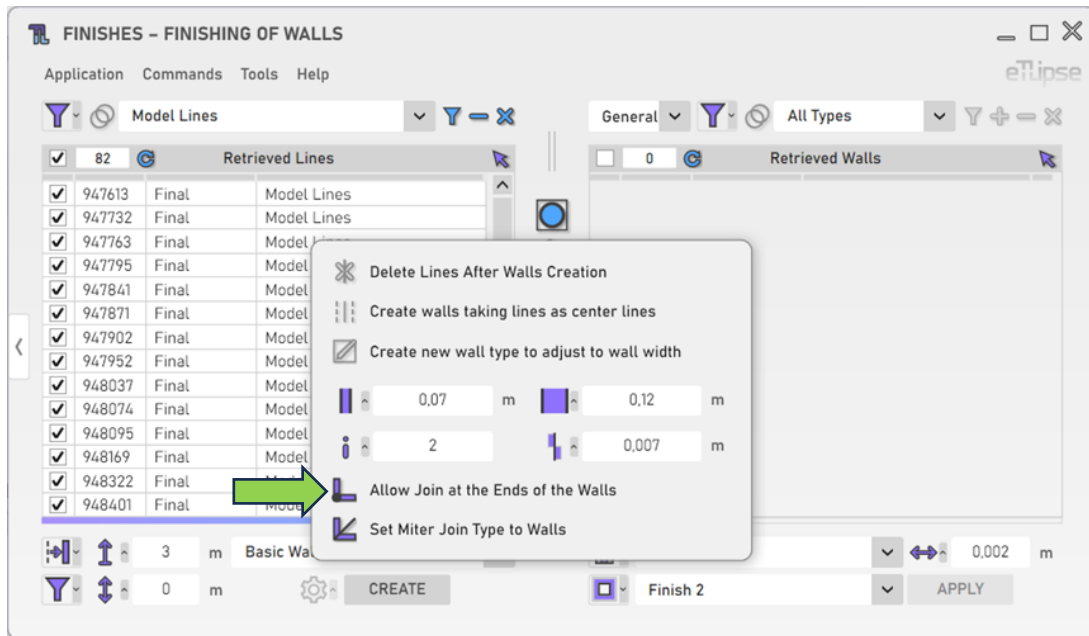 FINISHES – FINISHING OF WALLS
Application Commands Tools Help
eTLipse
Model Lines
General
All Types
82 Retrieved Lines
0 Retrieved Walls
947613 Final Model Lines
947732 Final Model Lines
947763 Final Model
947795 Final Model
947841 Final Model
947871 Final Model
947902 Final Model
947952 Final Model
948037 Final Model
948074 Final Model
948095 Final Model
948169 Final Model
948322 Final
948401 Final Model
Delete Lines After Walls Creation
Create walls taking lines as center lines
Create new wall type to adjust to wall width
0,07 m 0,12 m
2 0,007 m
Allow Join at the Ends of the Walls
Set Miter Join Type to Walls
3 m Basic Wa
0,002 m
0 m CREATE
Finish 2 APPLY